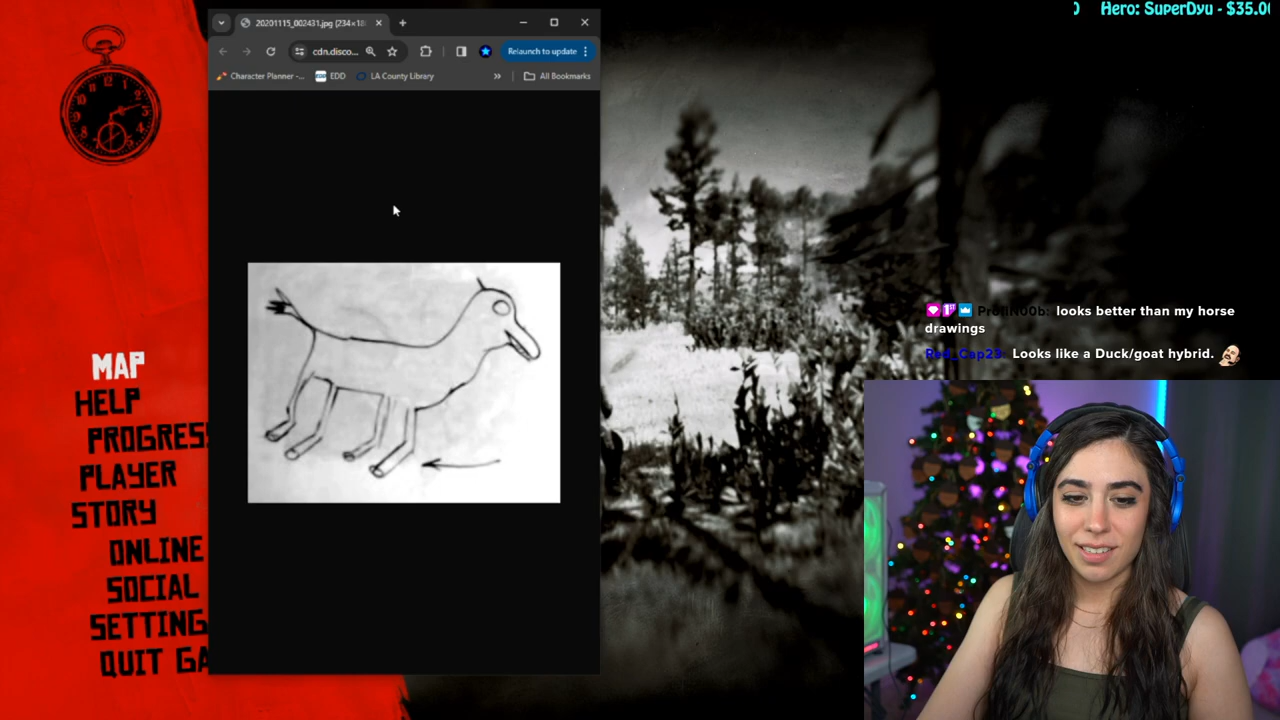 20201115_002431.jpg (234×18
Hero: SuperDyu - $35.0
cdn.disco...
Relaunch to update
Character Planner -...
EDD
LA County Library
All Bookmarks
MAP
HELP
PROGRES
PLAYER
STORY
ONLINE
SOCIAL
SETTING
QUIT GA
looks better than my horse
drawings
Red_Cap23: Looks like a Duck/goat hybrid.